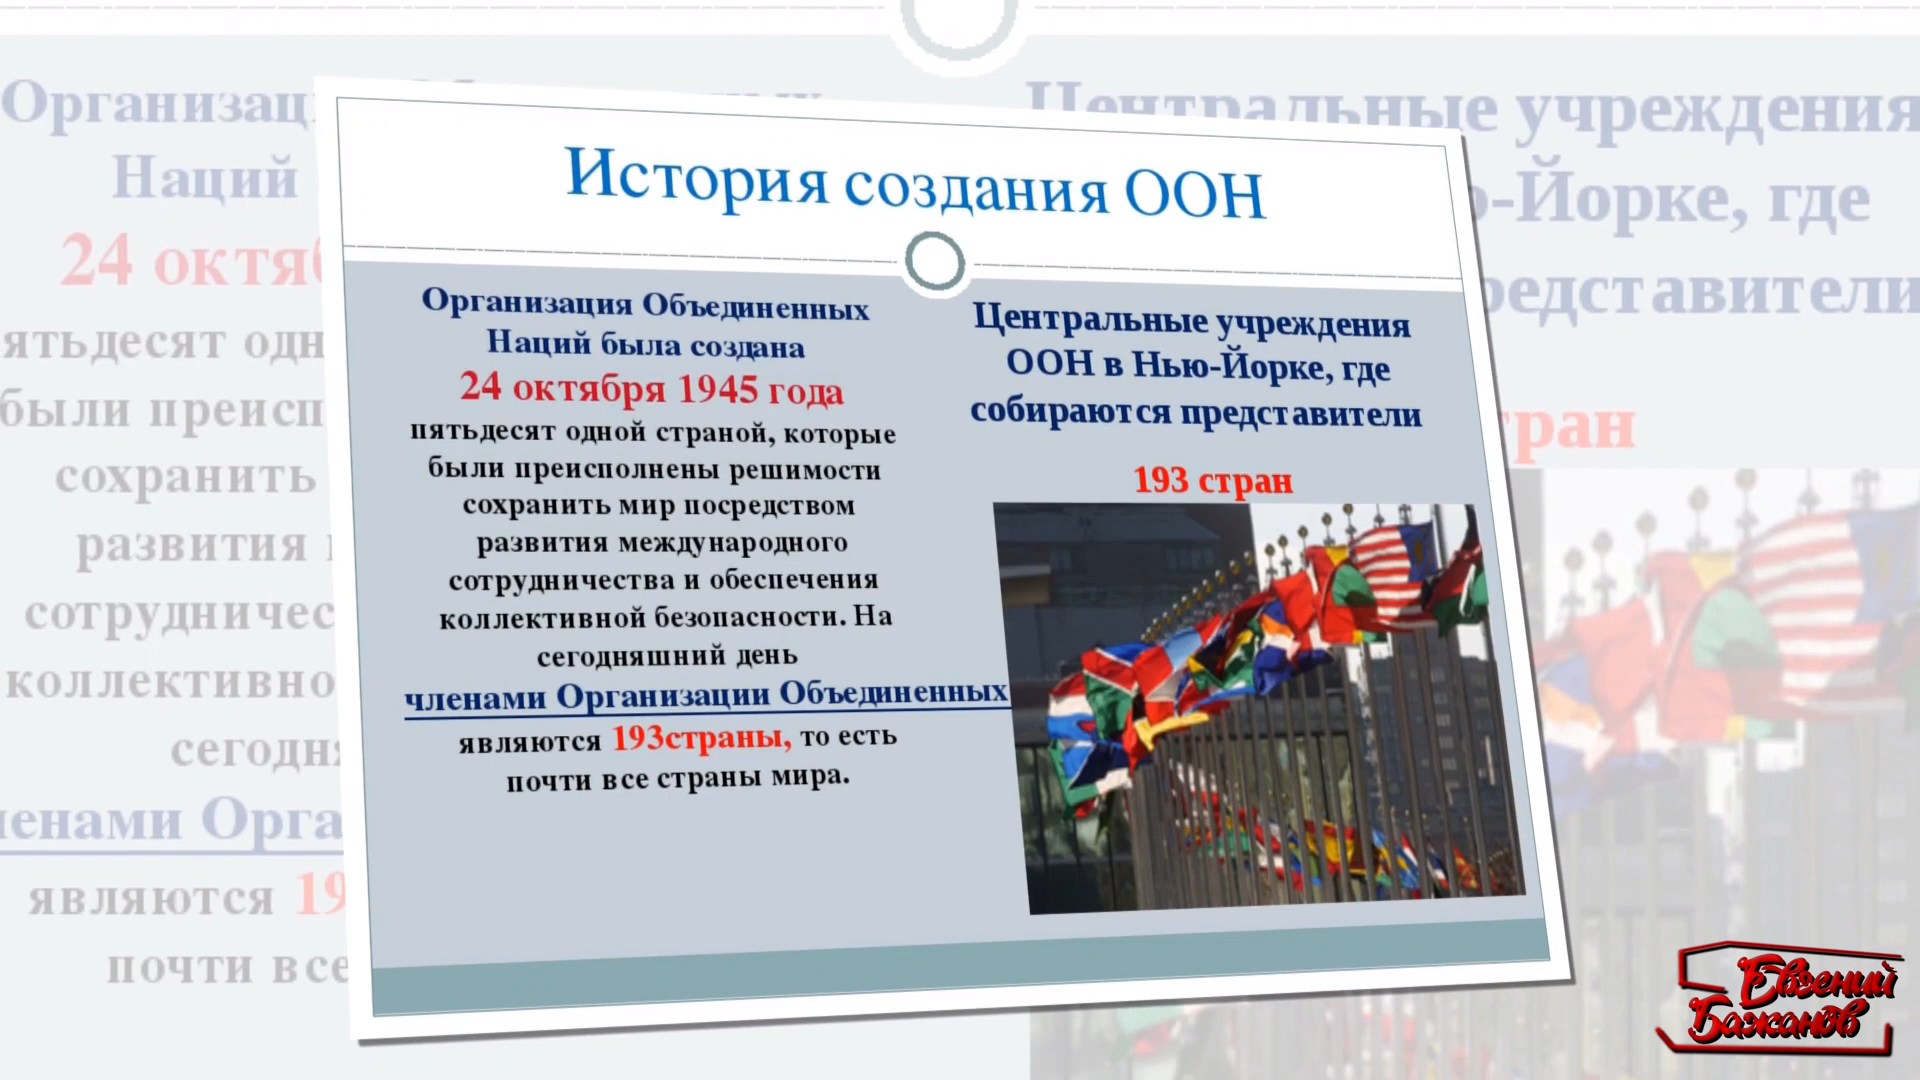 История создания ООН
Организация Объединенных
Наций была создана
24 октября 1945 года
пятьдесят одной страной, которые
были преисполнены решимости
сохранить мир посредством
развития международного
сотрудничества и обеспечения
коллективной безопасности. На
сегодняшний день
членами Организации Объединенных
являются 193страны, то есть
почти все страны мира.
Центральные учреждения
ООН в Нью-Йорке, где
собираются представители
193 стран
Евгений
Бажанов